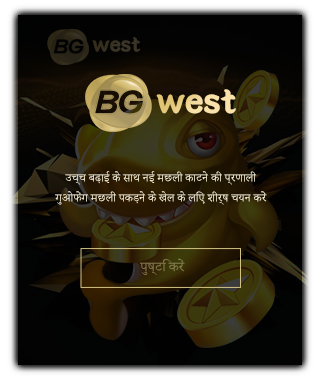 BG west
BG west
उच्च बढ़ाई के साथ नई मछली काटने की प्रणाली
गुओफेंग मछली पकड़ने के खेल के लिए शीर्ष चयन करें
पुष्टि करें